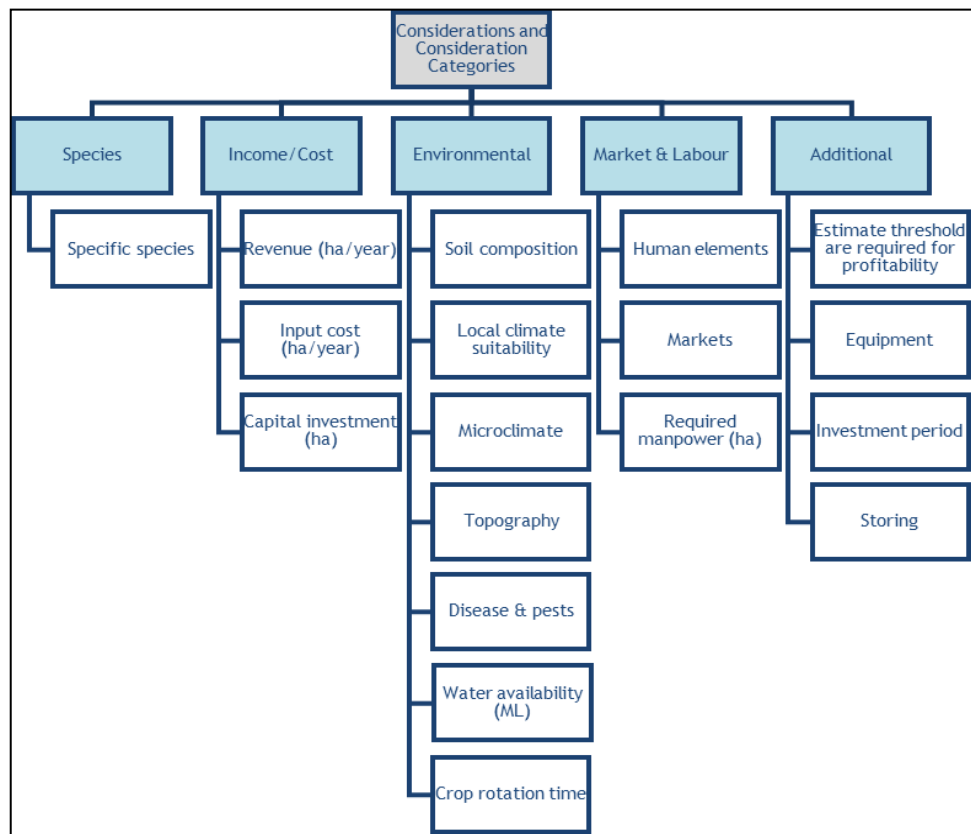 Considerations and
Consideration
Categories
Species
Income/Cost
Environmental
Market & Labour
Additional
Specific species
Revenue (ha/year)
Input cost
(ha/year)
Capital investment
(ha)
Soil composition
Local climate
suitability
Microclimate
Topography
Disease & pests
Water availability
(ML)
Crop rotation time
Human elements
Markets
Required
manpower (ha)
Estimate threshold
are required for
profitability
Equipment
Investment period
Storing